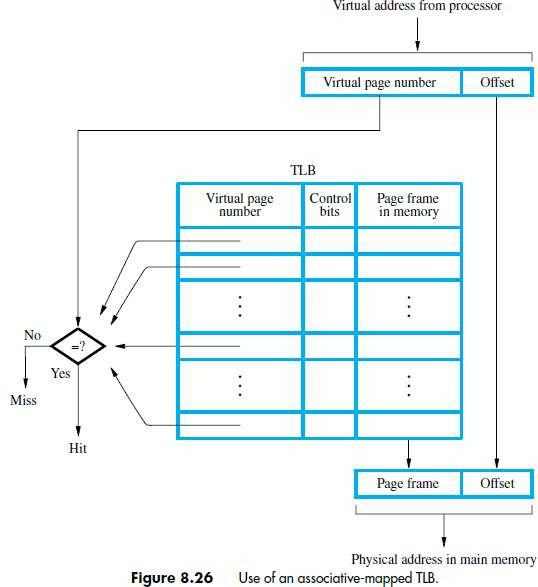 Virtual address from processor
Virtual page number Offset
TLB
Virtual page number Control bits Page frame in memory
No
=?
Yes
Miss
Hit
Page frame Offset
Physical address in main memory
Figure 8.26 Use of an associative-mapped TLB.